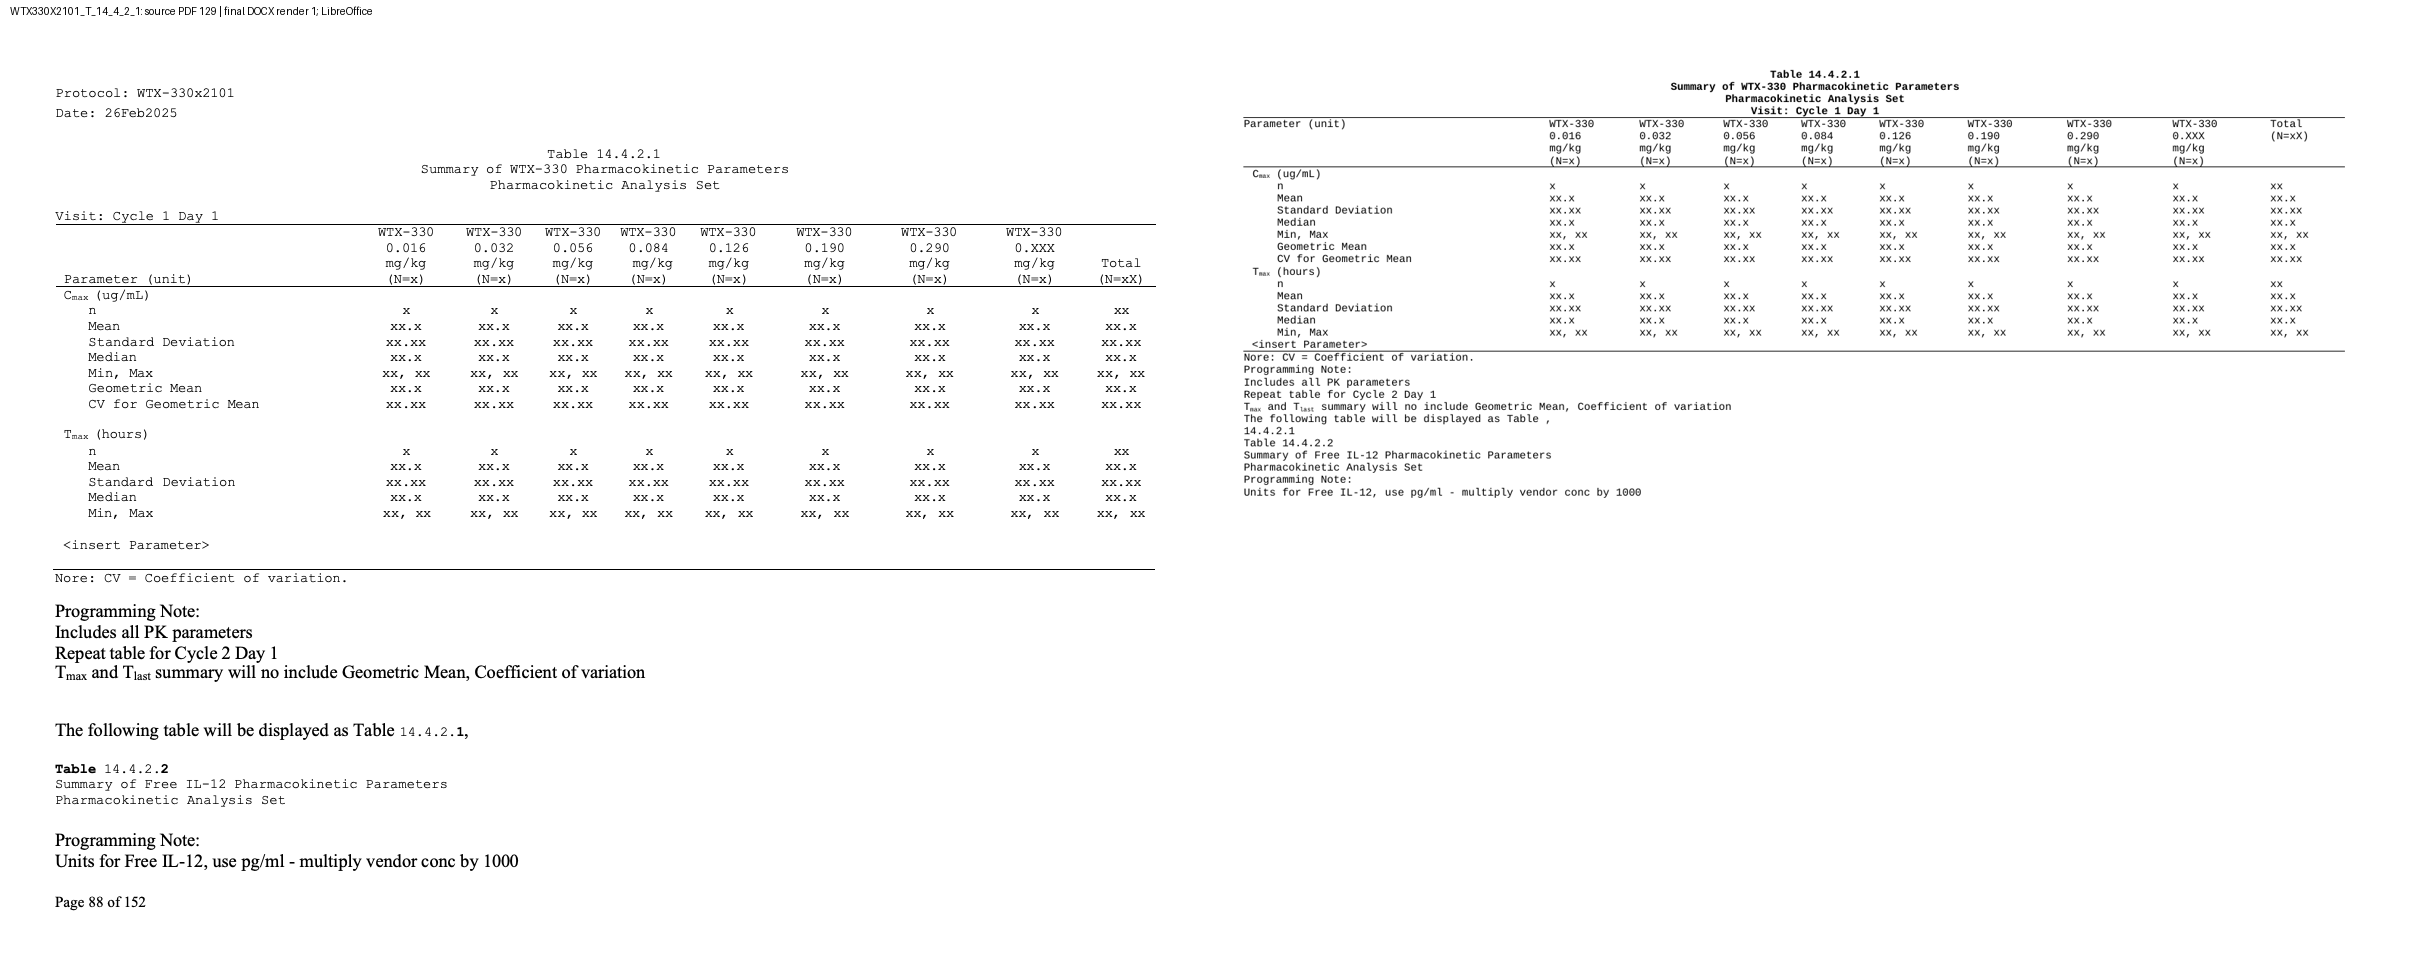 WTX330X2101_T_14_4_2_1: source PDF 129 | final DOCX render 1; LibreOffice
Protocol: WTX-330x2101
Date: 26Feb2025
Table 14.4.2.1
Summary of WTX-330 Pharmacokinetic Parameters
Pharmacokinetic Analysis Set
Visit: Cycle 1 Day 1
WTX-330 WTX-330 WTX-330 WTX-330 WTX-330 WTX-330 WTX-330 WTX-330
0.016 0.032 0.056 0.084 0.126 0.190 0.290 0.XXX
mg/kg mg/kg mg/kg mg/kg mg/kg mg/kg mg/kg mg/kg Total
Parameter (unit) (N=x) (N=x) (N=x) (N=x) (N=x) (N=x) (N=x) (N=x) (N=xX)
Cmax (ug/mL)
n x x x x x x x x xx
Mean xx.x xx.x xx.x xx.x xx.x xx.x xx.x xx.x xx.x
Standard Deviation xx.xx xx.xx xx.xx xx.xx xx.xx xx.xx xx.xx xx.xx xx.xx
Median xx.x xx.x xx.x xx.x xx.x xx.x xx.x xx.x xx.x
Min, Max xx, xx xx, xx xx, xx xx, xx xx, xx xx, xx xx, xx xx, xx xx, xx
Geometric Mean xx.x xx.x xx.x xx.x xx.x xx.x xx.x xx.x xx.x
CV for Geometric Mean xx.xx xx.xx xx.xx xx.xx xx.xx xx.xx xx.xx xx.xx xx.xx
Tmax (hours)
n x x x x x x x x xx
Mean xx.x xx.x xx.x xx.x xx.x xx.x xx.x xx.x xx.x
Standard Deviation xx.xx xx.xx xx.xx xx.xx xx.xx xx.xx xx.xx xx.xx xx.xx
Median xx.x xx.x xx.x xx.x xx.x xx.x xx.x xx.x xx.x
Min, Max xx, xx xx, xx xx, xx xx, xx xx, xx xx, xx xx, xx xx, xx xx, xx
<insert Parameter>
Nore: CV = Coefficient of variation.
Programming Note:
Includes all PK parameters
Repeat table for Cycle 2 Day 1
Tmax and Tlast summary will no include Geometric Mean, Coefficient of variation
The following table will be displayed as Table 14.4.2.1,
Table 14.4.2.2
Summary of Free IL-12 Pharmacokinetic Parameters
Pharmacokinetic Analysis Set
Programming Note:
Units for Free IL-12, use pg/ml - multiply vendor conc by 1000
Page 88 of 152
Table 14.4.2.1
Summary of WTX-330 Pharmacokinetic Parameters
Pharmacokinetic Analysis Set
Visit: Cycle 1 Day 1
Parameter (unit) WTX-330 WTX-330 WTX-330 WTX-330 WTX-330 WTX-330 WTX-330 WTX-330 Total
0.016 0.032 0.056 0.084 0.126 0.190 0.290 0.XXX (N=xX)
mg/kg mg/kg mg/kg mg/kg mg/kg mg/kg mg/kg mg/kg
(N=x) (N=x) (N=x) (N=x) (N=x) (N=x) (N=x) (N=x)
Cmax (ug/mL)
n x x x x x x x x xx
Mean xx.x xx.x xx.x xx.x xx.x xx.x xx.x xx.x xx.x
Standard Deviation xx.xx xx.xx xx.xx xx.xx xx.xx xx.xx xx.xx xx.xx xx.xx
Median xx.x xx.x xx.x xx.x xx.x xx.x xx.x xx.x xx.x
Min, Max xx, xx xx, xx xx, xx xx, xx xx, xx xx, xx xx, xx xx, xx xx, xx
Geometric Mean xx.x xx.x xx.x xx.x xx.x xx.x xx.x xx.x xx.x
CV for Geometric Mean xx.xx xx.xx xx.xx xx.xx xx.xx xx.xx xx.xx xx.xx xx.xx
Tmax (hours)
n x x x x x x x x xx
Mean xx.x xx.x xx.x xx.x xx.x xx.x xx.x xx.x xx.x
Standard Deviation xx.xx xx.xx xx.xx xx.xx xx.xx xx.xx xx.xx xx.xx xx.xx
Median xx.x xx.x xx.x xx.x xx.x xx.x xx.x xx.x xx.x
Min, Max xx, xx xx, xx xx, xx xx, xx xx, xx xx, xx xx, xx xx, xx xx, xx
<insert Parameter>
Nore: CV = Coefficient of variation.
Programming Note:
Includes all PK parameters
Repeat table for Cycle 2 Day 1
Tmax and Tlast summary will no include Geometric Mean, Coefficient of variation
The following table will be displayed as Table ,
14.4.2.1
Table 14.4.2.2
Summary of Free IL-12 Pharmacokinetic Parameters
Pharmacokinetic Analysis Set
Programming Note:
Units for Free IL-12, use pg/ml - multiply vendor conc by 1000